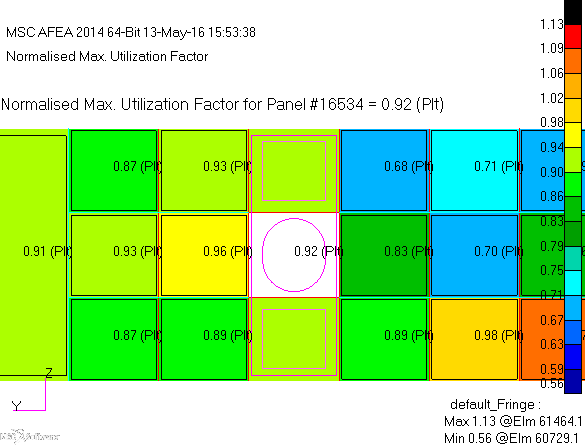 MSC AFEA 2014 64-Bit 13-May-16 15:53:38
Normalised Max. Utilization Factor
Normalised Max. Utilization Factor for Panel #16534 = 0.92 (Plt)
1.13
1.09
1.06
1.02
0.98
0.94
0.90
0.86
0.83
0.79
0.75
0.71
0.67
0.63
0.59
0.56
0.87 (Plt) 0.93 (Plt) 0.68 (Plt) 0.71 (Plt)
0.91 (Plt) 0.93 (Plt) 0.96 (Plt) 0.92 (Plt) 0.83 (Plt) 0.70 (Plt)
0.87 (Plt) 0.89 (Plt) 0.89 (Plt) 0.98 (Plt)
Z
Y
default_Fringe :
Max 1.13 @Elm 61464.1
Min 0.56 @Elm 60729.1